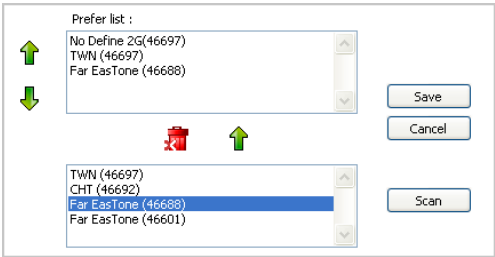 Prefer list :
No Define 2G(46697)
TWN (46697)
Far EasTone (46688)
Save
Cancel
TWN (46697)
CHT (46692)
Far EasTone (46688)
Far EasTone (46601)
Scan